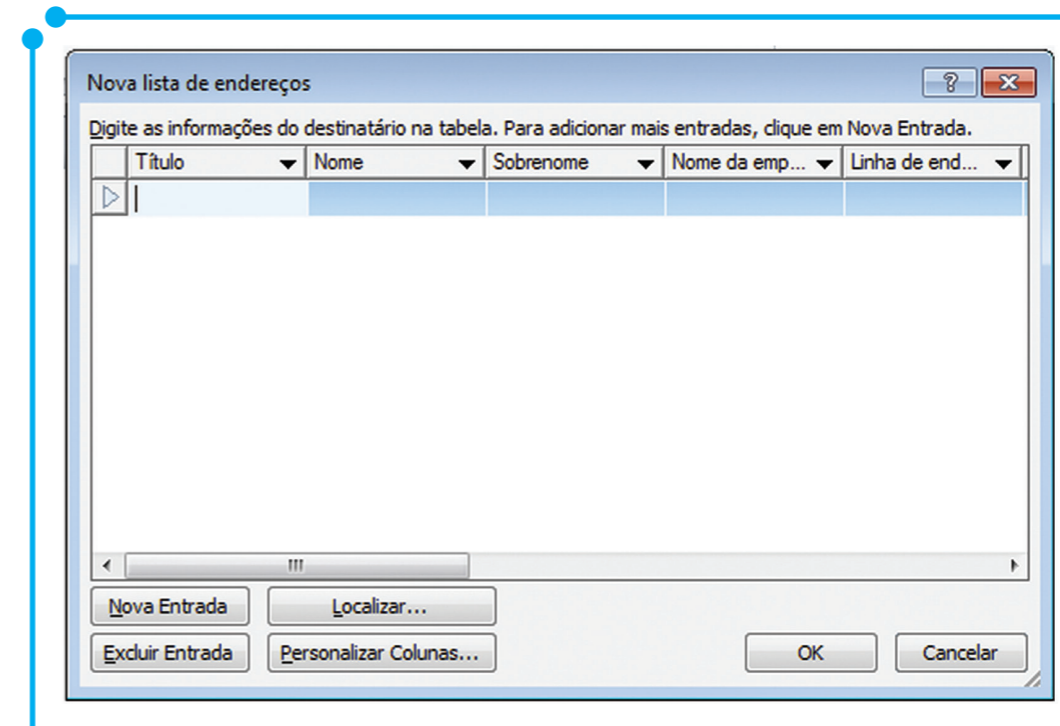 Nova lista de endereços
Digite as informações do destinatário na tabela. Para adicionar mais entradas, clique em Nova Entrada.
Título Nome Sobrenome Nome da emp... Linha de end...
Nova Entrada Localizar...
Excluir Entrada Personalizar Colunas... OK Cancelar